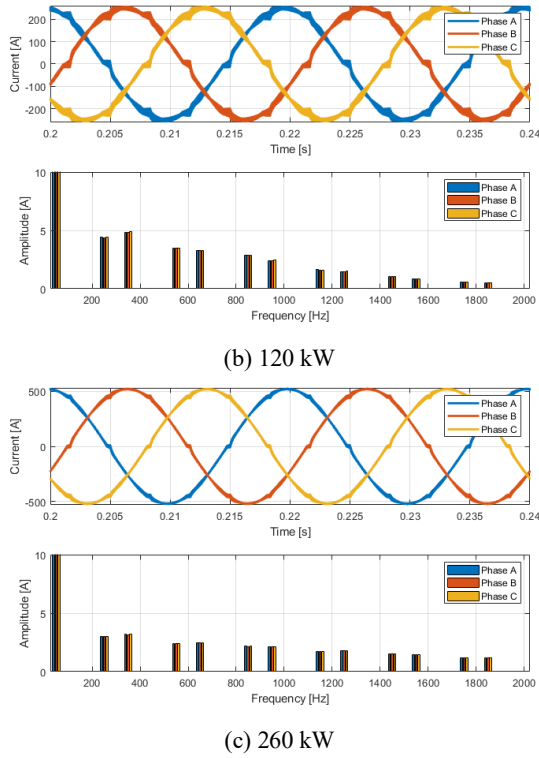 200
100
0
-100
-200
Current [A]
Phase A
Phase B
Phase C
0.2 0.205 0.21 0.215 0.22 0.225 0.23 0.235 0.24
Time [s]
10
5
0
Amplitude [A]
Phase A
Phase B
Phase C
200 400 600 800 1000 1200 1400 1600 1800 2000
Frequency [Hz]
(b) 120 kW
500
0
-500
Current [A]
Phase A
Phase B
Phase C
0.2 0.205 0.21 0.215 0.22 0.225 0.23 0.235 0.24
Time [s]
10
5
0
Amplitude [A]
Phase A
Phase B
Phase C
200 400 600 800 1000 1200 1400 1600 1800 2000
Frequency [Hz]
(c) 260 kW